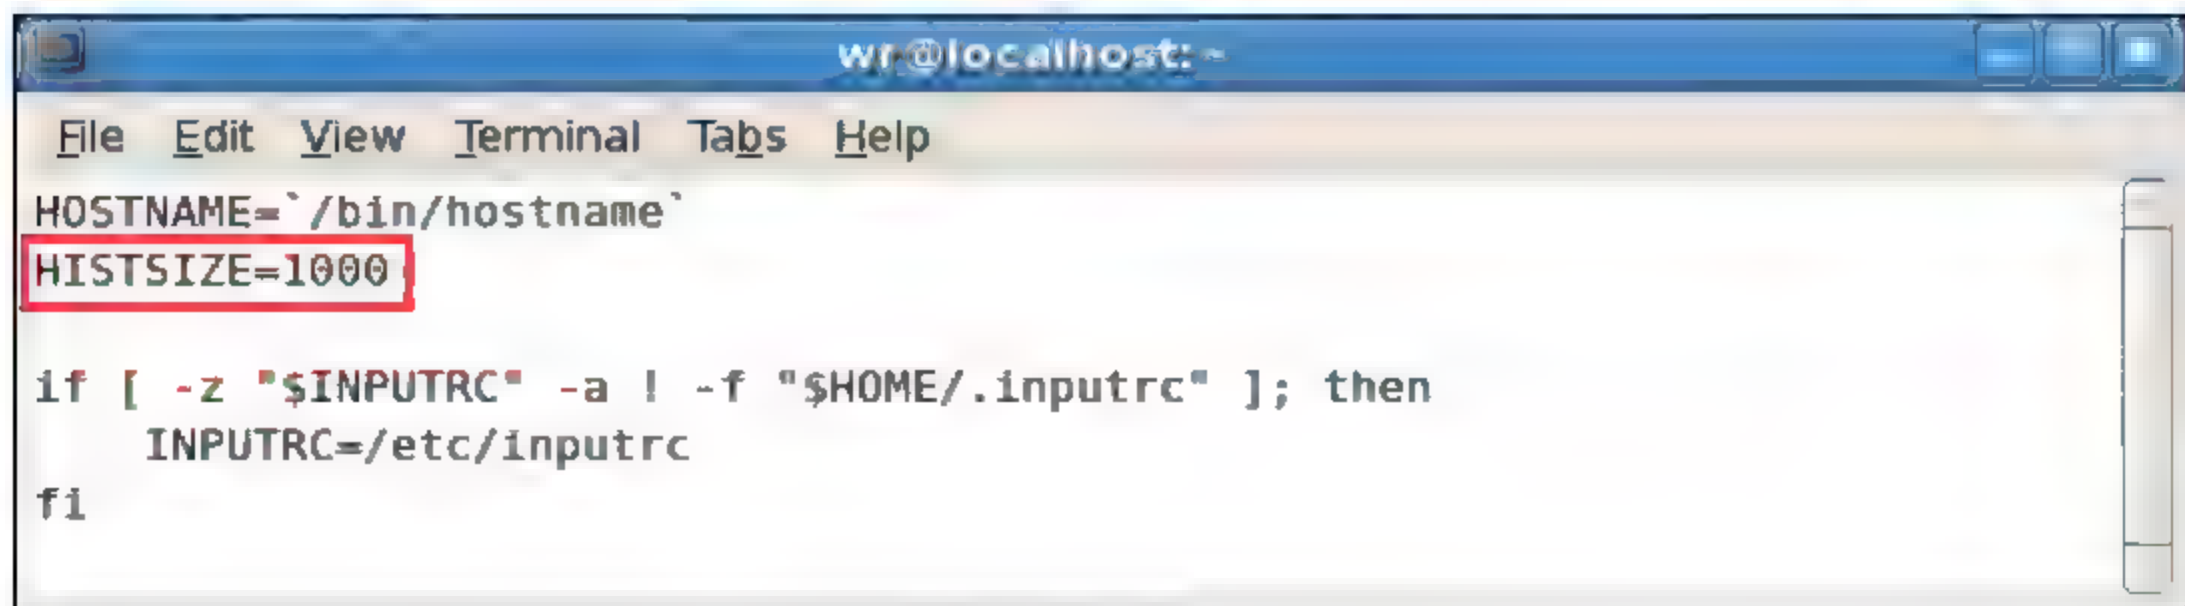 wr@localhost:~
File Edit View Terminal Tabs Help
HOSTNAME=`/bin/hostname`
HISTSIZE=1000
if [ -z "$INPUTRC" -a ! -f "$HOME/.inputrc" ]; then
    INPUTRC=/etc/inputrc
fi